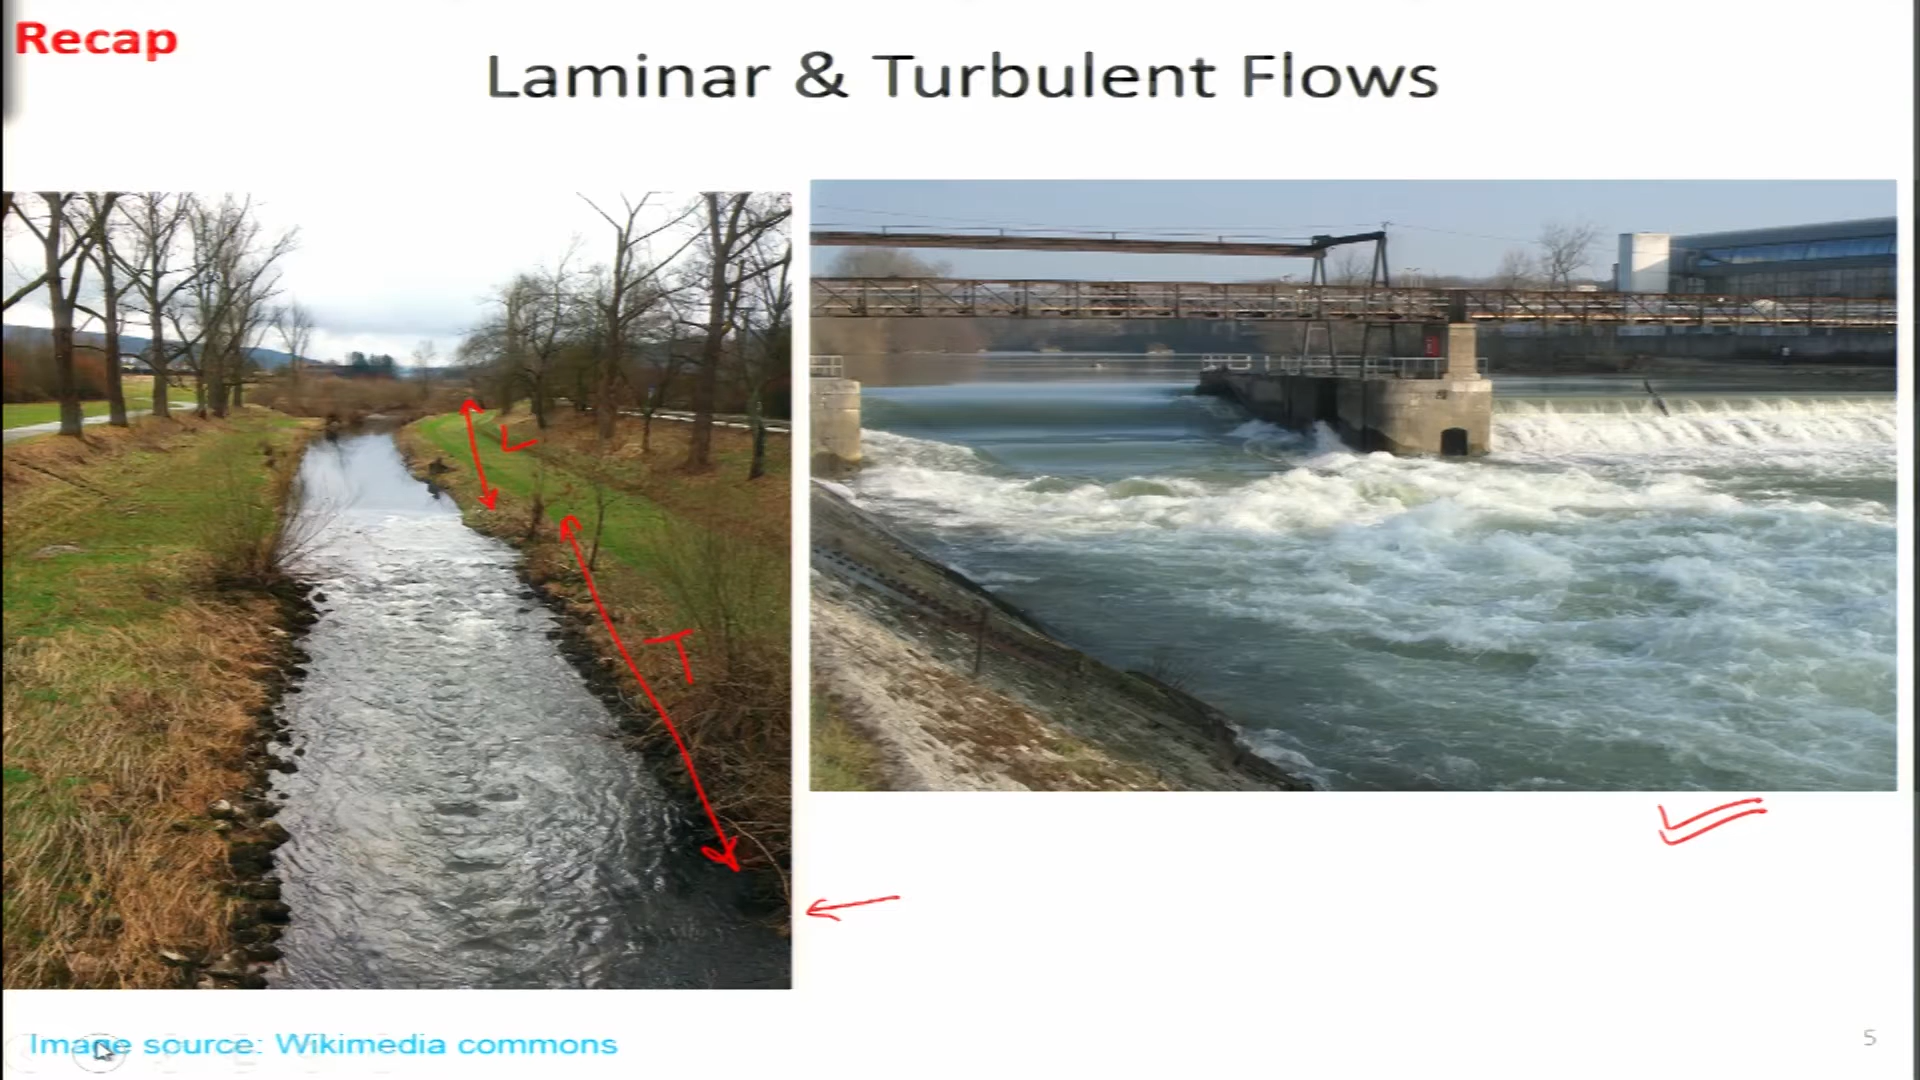 Recap
Laminar & Turbulent Flows
L
T
Image source: Wikimedia commons
5